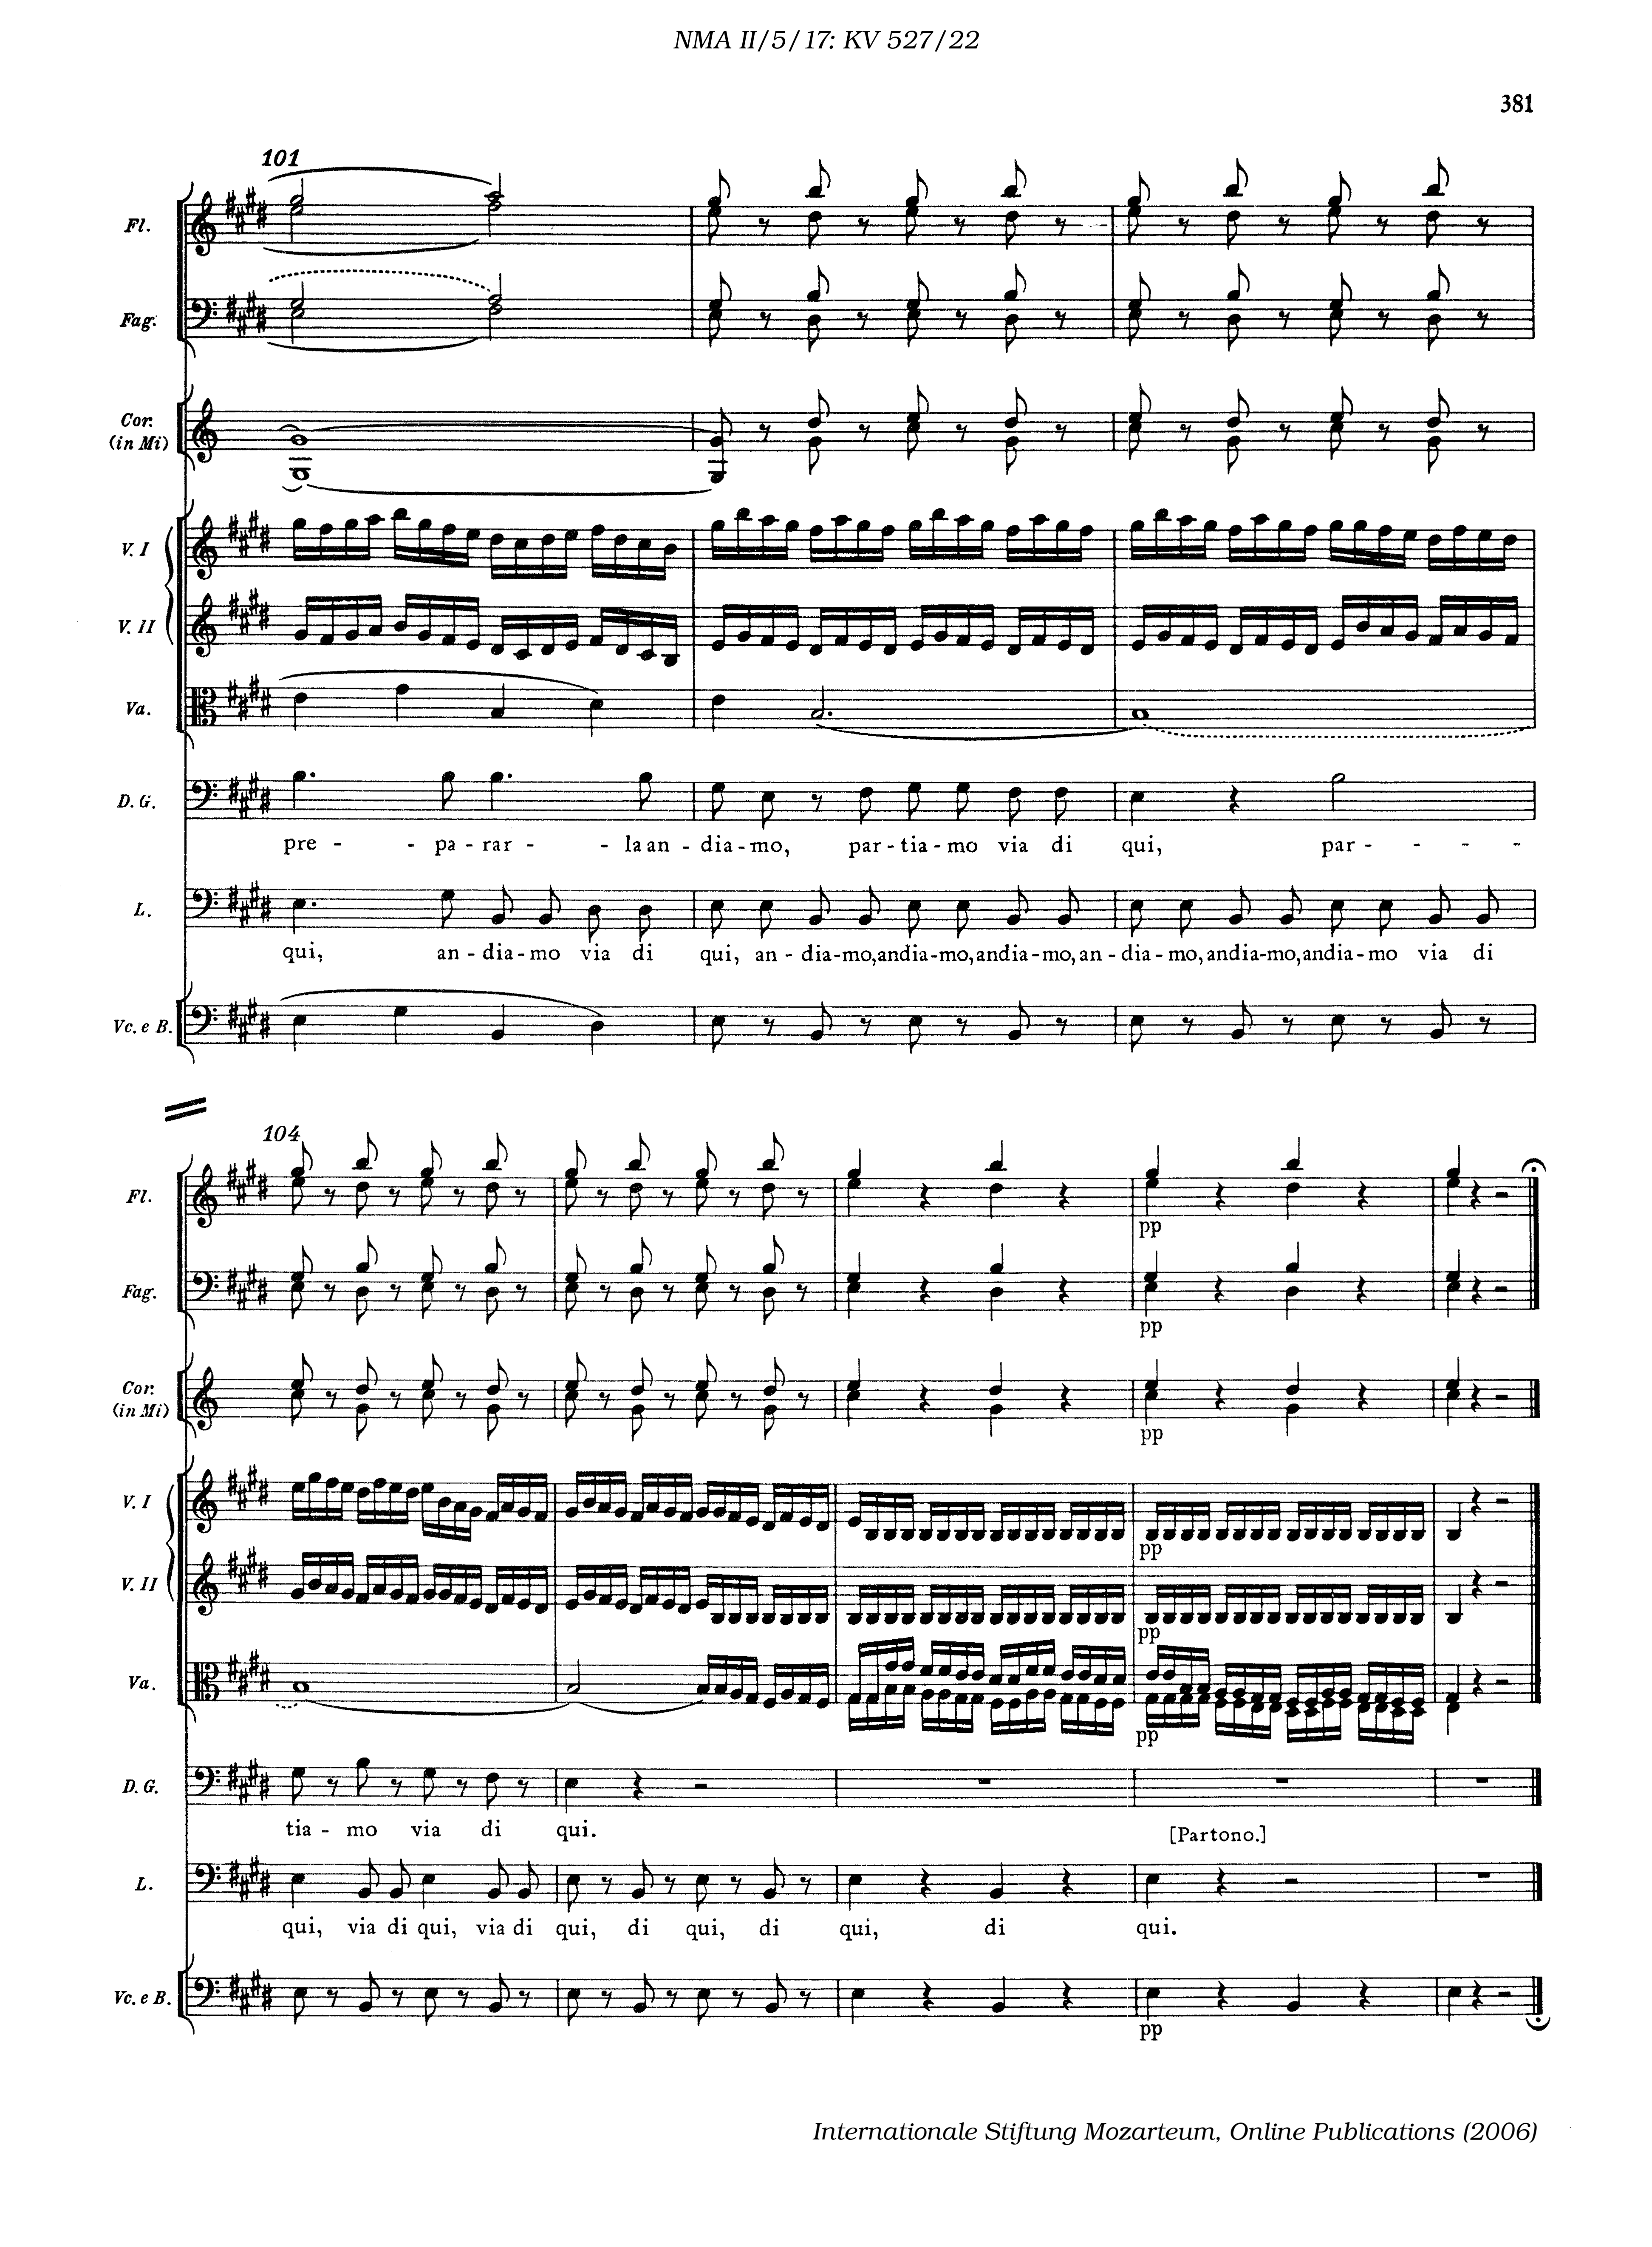 NMA II/5/17: KV 527/22
381
101
Fl.
Fag.
Cor.
(in Mi)
V. I
V. II
Va.
D. G.
pre - - pa - rar - - la an - dia - mo, par - tia - mo via di qui, par - - - -
L.
qui, an - dia - mo via di qui, an - dia - mo, andia - mo, andia - mo, an - dia - mo, andia - mo, andia - mo via di
Vc. e B.
104
Fl.
pp
Fag.
pp
Cor.
(in Mi)
pp
V. I
pp
V. II
pp
Va.
pp
D. G.
tia - mo via di qui. [Partono.]
L.
qui, via di qui, via di qui, di qui, di qui, di qui.
Vc. e B.
pp
Internationale Stiftung Mozarteum, Online Publications (2006)